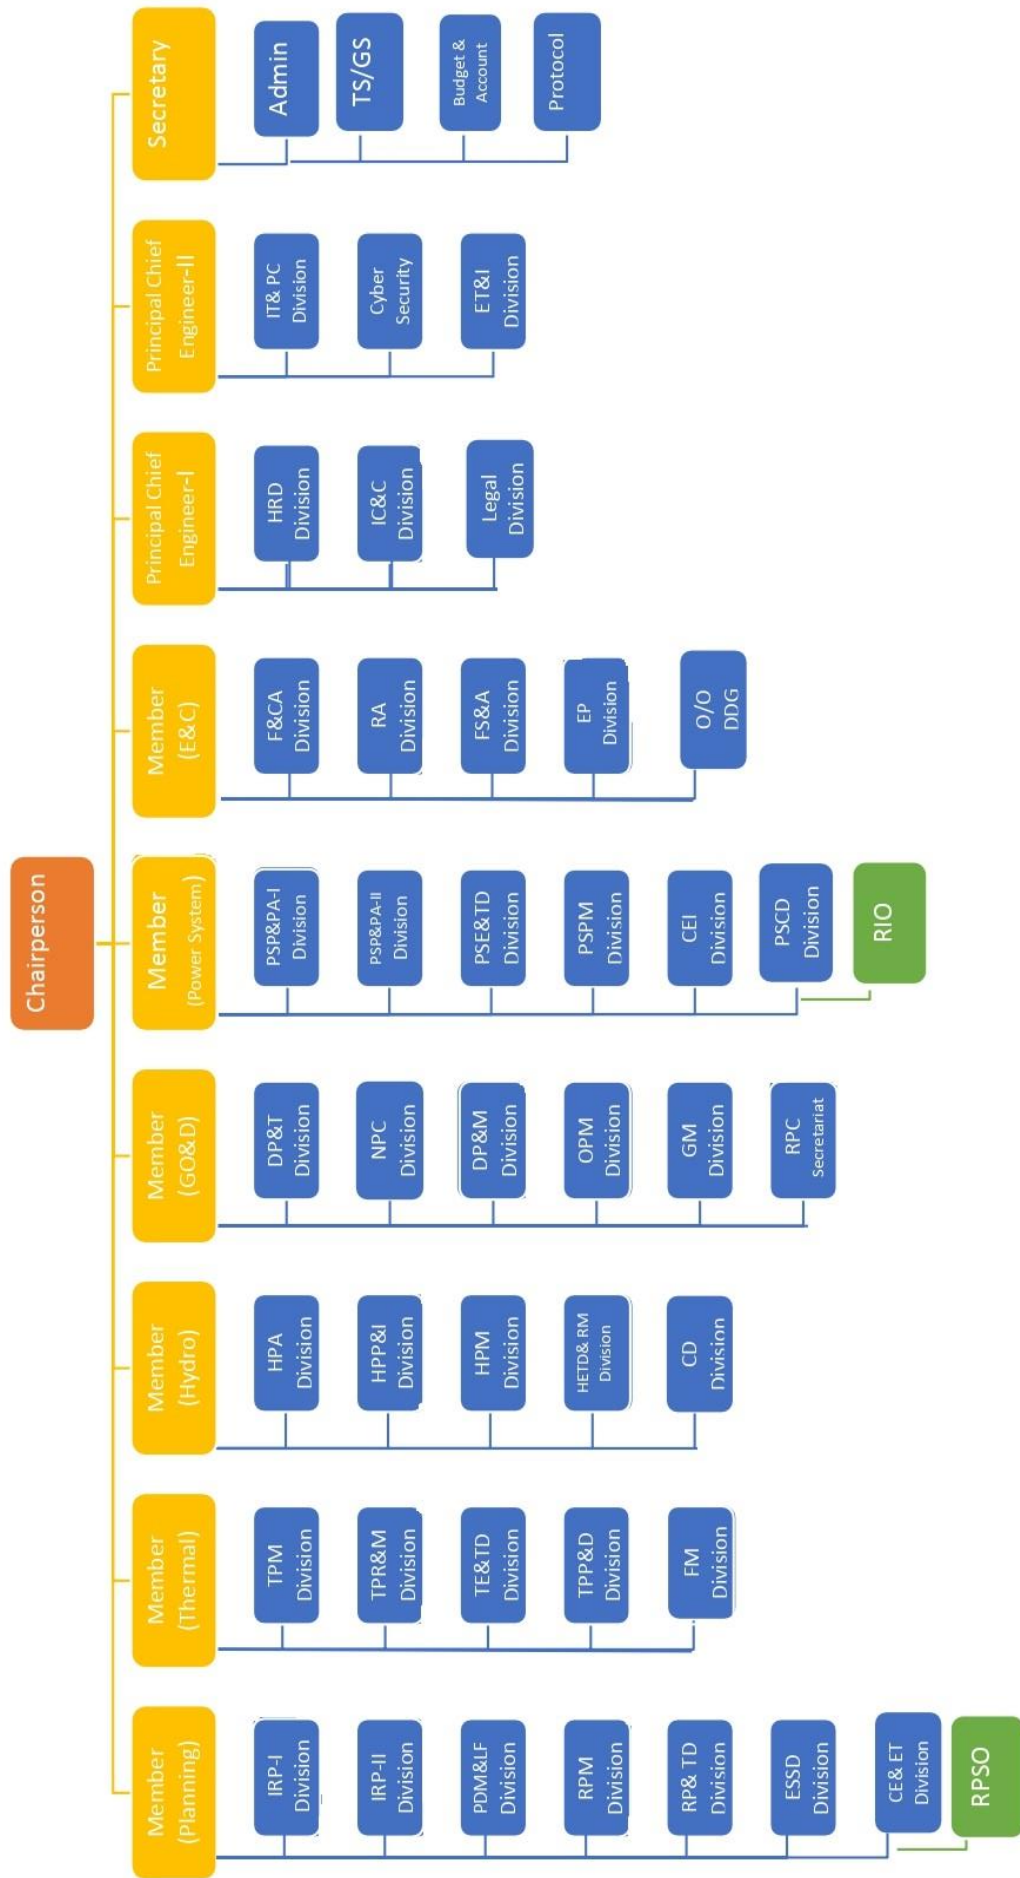 Chairperson
Member
(Planning)
IRP-I
Division
IRP-II
Division
PDM&LF
Division
RPM
Division
RP& TD
Division
ESSD
Division
CE& ET
Division
RPSO
Member
(Thermal)
TPM
Division
TPR&M
Division
TE&TD
Division
TPP&D
Division
FM
Division
Member
(Hydro)
HPA
Division
HPP&I
Division
HPM
Division
HETD& RM
Division
CD
Division
Member
(GO&D)
DP&T
Division
NPC
Division
DP&M
Division
OPM
Division
GM
Division
RPC
Secretariat
Member
(Power System)
PSP&PA-I
Division
PSP&PA-II
Division
PSE&TD
Division
PSPM
Division
CEI
Division
PSCD
Division
RIO
Member
(E&C)
F&CA
Division
RA
Division
FS&A
Division
EP
Division
O/O
DDG
Principal Chief
Engineer-I
HRD
Division
IC&C
Division
Legal
Division
Principal Chief
Engineer-II
IT& PC
Division
Cyber
Security
ET&I
Division
Secretary
Admin
TS/GS
Budget &
Account
Protocol